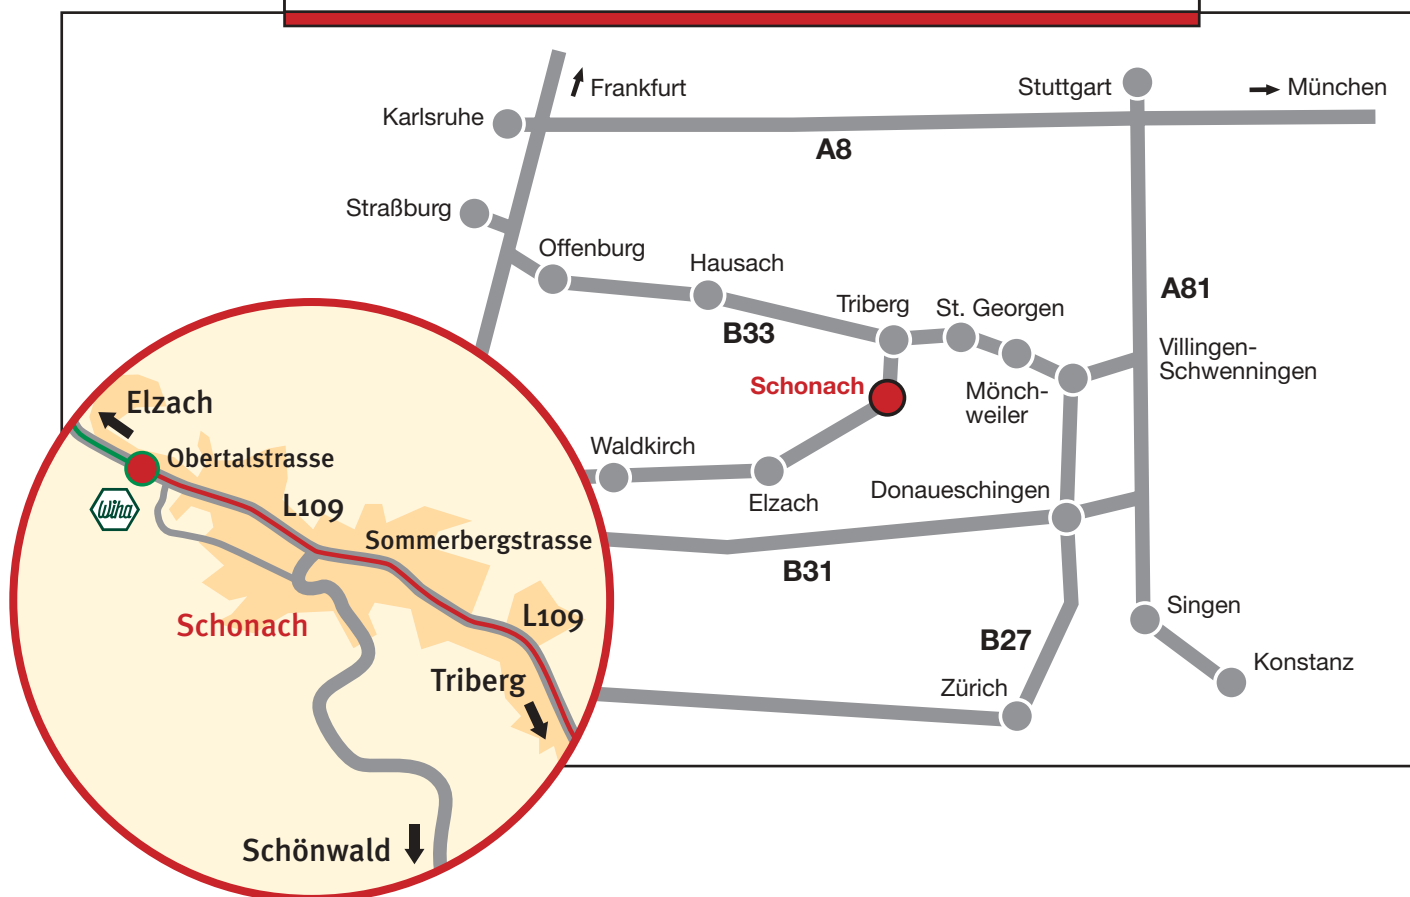 Frankfurt
Stuttgart
München
Karlsruhe
A8
Straßburg
Offenburg
Hausach
A81
Triberg
St. Georgen
B33
Villingen-
Schwenningen
Schonach
Mönch-
weiler
Elzach
Waldkirch
Obertalstrasse
Donaueschingen
Elzach
wiha
L109
Sommerbergstrasse
B31
Singen
Schonach
L109
B27
Konstanz
Triberg
Zürich
Schönwald